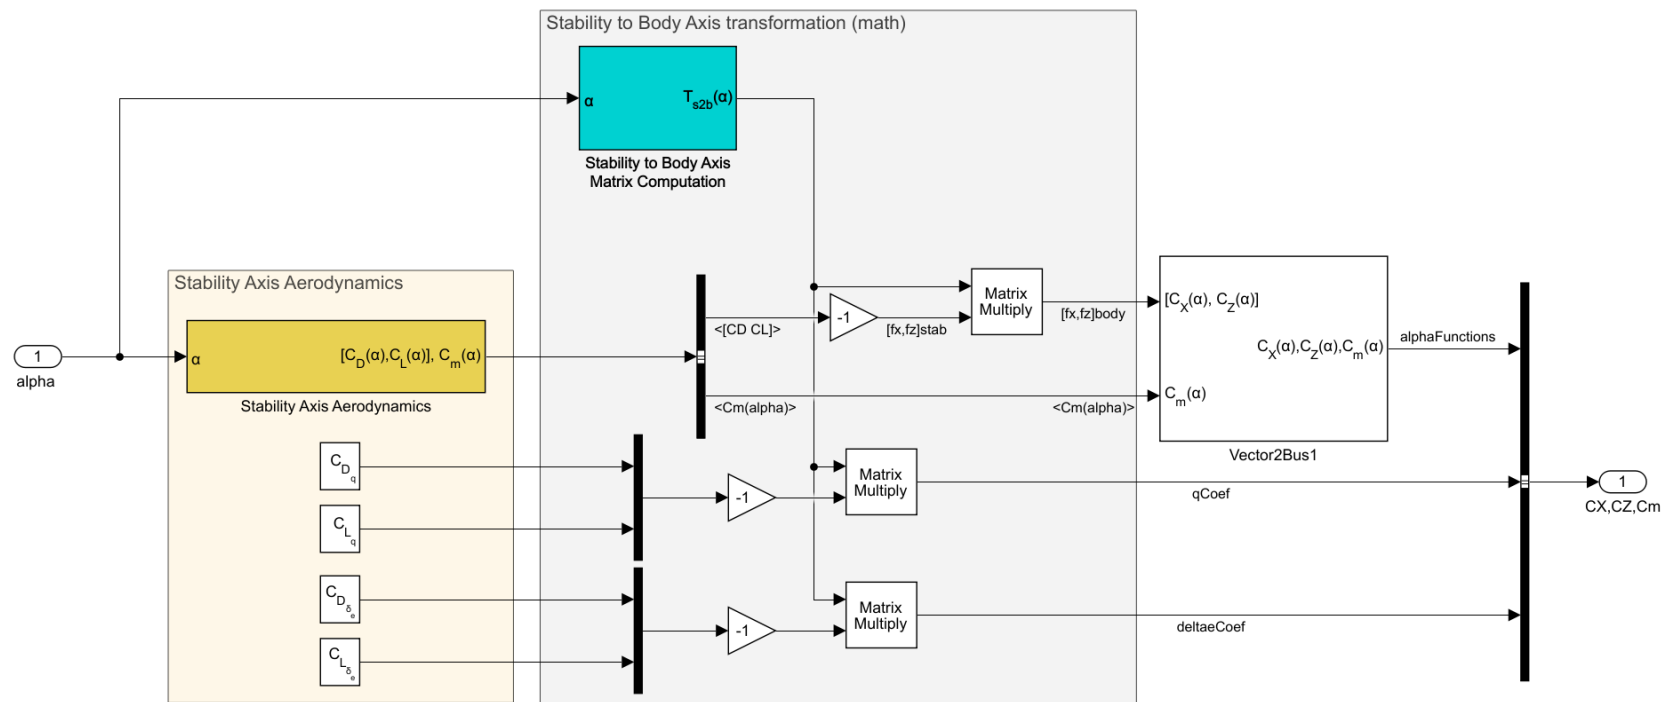 Stability to Body Axis transformation (math)
α
Ts2b(α)
Stability to Body Axis
Matrix Computation
Stability Axis Aerodynamics
1
alpha
α
[CD(α),CL(α)], Cm(α)
Stability Axis Aerodynamics
<[CD CL]>
-1
[fx,fz]stab
Matrix
Multiply
[fx,fz]body
<Cm(alpha)>
<Cm(alpha)>
[CX(α), CZ(α)]
CX(α),CZ(α),Cm(α)
Cm(α)
Vector2Bus1
alphaFunctions
CDq
CLq
-1
Matrix
Multiply
qCoef
1
CX,CZ,Cm
CDδe
CLδe
-1
Matrix
Multiply
deltaeCoef